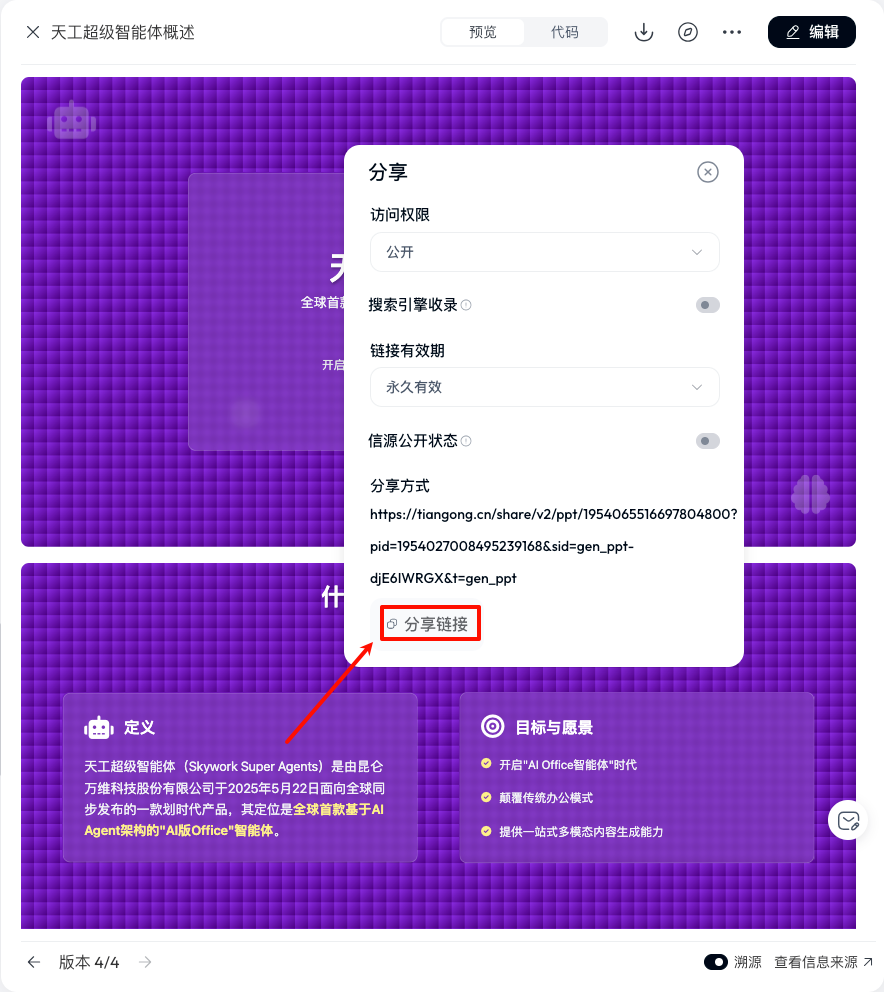 天工超级智能体概述
预览
代码
编辑
分享
访问权限
公开
搜索引擎收录
链接有效期
永久有效
信源公开状态
分享方式
https://tiangong.cn/share/v2/ppt/1954065516697804800?
pid=1954027008495239168&sid=gen_ppt-
djE6IWRGX&t=gen_ppt
分享链接
全球首款
开启
什
定义
天工超级智能体（Skywork Super Agents）是由昆仑
万维科技股份有限公司于2025年5月22日面向全球同
步发布的一款划时代产品，其定位是全球首款基于AI
Agent架构的"AI版Office"智能体。
目标与愿景
开启"AI Office智能体"时代
颠覆传统办公模式
提供一站式多模态内容生成能力
版本 4/4
溯源
查看信息来源